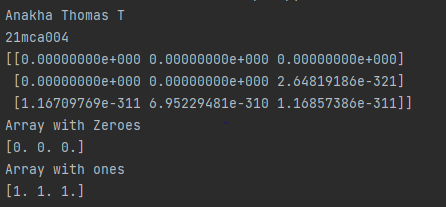 Anakha Thomas T
21mca004
[[0.00000000e+000 0.00000000e+000 0.00000000e+000]
[0.00000000e+000 0.00000000e+000 2.64819186e-321]
[1.16709769e-311 6.95229481e-310 1.16857386e-311]]
Array with Zeroes
[0. 0. 0.]
Array with ones
[1. 1. 1.]